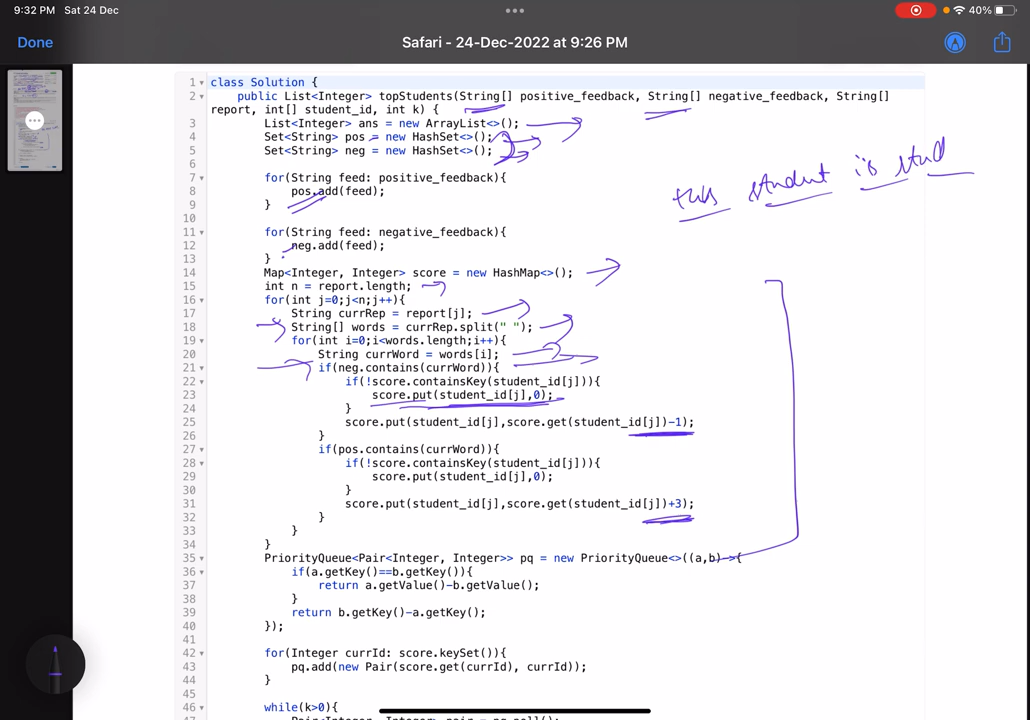 9:32 PM Sat 24 Dec
40%
Done
Safari - 24-Dec-2022 at 9:26 PM
1 class Solution {
2 public List<Integer> topStudents(String[] positive_feedback, String[] negative_feedback, String[]
report, int[] student_id, int k) {
3 List<Integer> ans = new ArrayList<>();
4 Set<String> pos = new HashSet<>();
5 Set<String> neg = new HashSet<>();
6
7 for(String feed: positive_feedback){
8 pos.add(feed);
9 }
10
11 for(String feed: negative_feedback){
12 neg.add(feed);
13 }
14 Map<Integer, Integer> score = new HashMap<>();
15 int n = report.length;
16 for(int j=0;j<n;j++){
17 String currRep = report[j];
18 String[] words = currRep.split(" ");
19 for(int i=0;i<words.length;i++){
20 String currWord = words[i];
21 if(neg.contains(currWord)){
22 if(!score.containsKey(student_id[j])){
23 score.put(student_id[j],0);
24 }
25 score.put(student_id[j],score.get(student_id[j])-1);
26 }
27 if(pos.contains(currWord)){
28 if(!score.containsKey(student_id[j])){
29 score.put(student_id[j],0);
30 }
31 score.put(student_id[j],score.get(student_id[j])+3);
32 }
33 }
34 }
35 PriorityQueue<Pair<Integer, Integer>> pq = new PriorityQueue<>((a,b)->{
36 if(a.getKey()==b.getKey()){
37 return a.getValue()-b.getValue();
38 }
39 return b.getKey()-a.getKey();
40 });
41
42 for(Integer currId: score.keySet()){
43 pq.add(new Pair(score.get(currId), currId));
44 }
45
46 while(k>0){
this student is stud